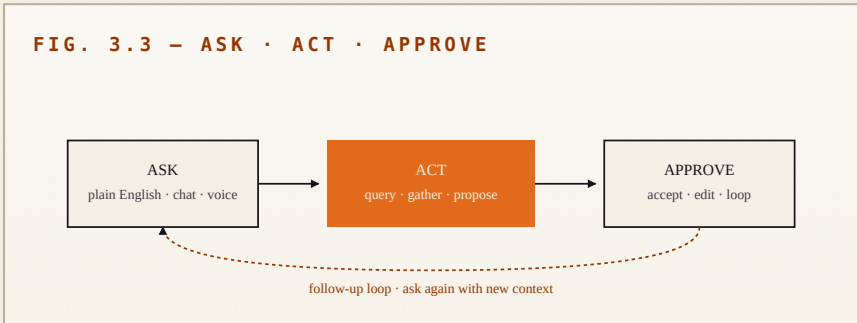 FIG. 3.3 — ASK · ACT · APPROVE
ASK
plain English · chat · voice
ACT
query · gather · propose
APPROVE
accept · edit · loop
follow-up loop · ask again with new context